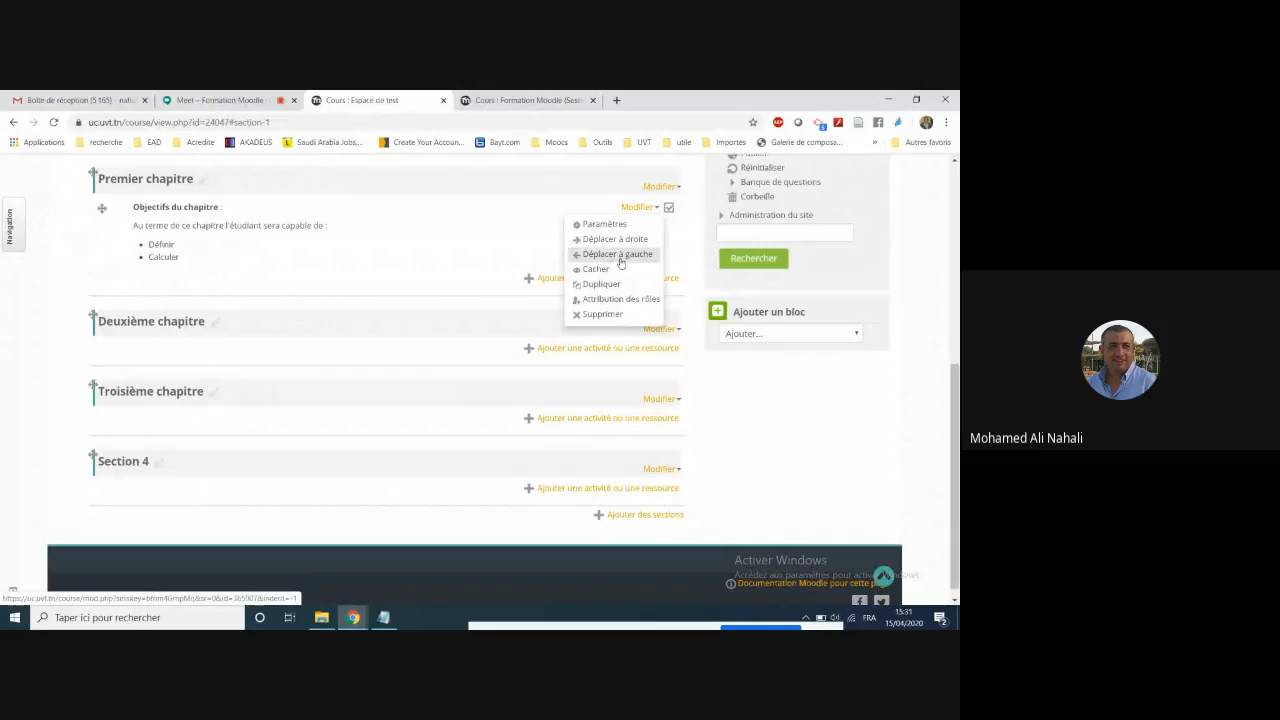 Boîte de réception (5 165) - naha
Meet – Formation Moodle
Cours : Espace de test
Cours : Formation Moodle (Sess
uc.uvt.tn/course/view.php?id=24047#section-1
Applications
recherche
EAD
Acredite
AKADEUS
Saudi Arabia Jobs,...
Create Your Accoun...
Bayt.com
Moocs
Outils
UVT
utile
Importés
Galerie de composa...
»
Autres favoris
Navigation
Premier chapitre
Modifier
Objectifs du chapitre :
Modifier
Au terme de ce chapitre l'étudiant sera capable de :
• Définir
• Calculer
Paramètres
Déplacer à droite
Déplacer à gauche
Cacher
Dupliquer
Attribution des rôles
Supprimer
Deuxième chapitre
Modifier
Ajouter une activité ou une ressource
Troisième chapitre
Modifier
Ajouter une activité ou une ressource
Section 4
Modifier
Ajouter une activité ou une ressource
Ajouter des sections
Réinitialiser
Banque de questions
Corbeille
Administration du site
Rechercher
Ajouter un bloc
Ajouter...
Activer Windows
Documentation Moodle pour cette p
Taper ici pour rechercher
FRA
15:31
15/04/2020
2
Mohamed Ali Nahali